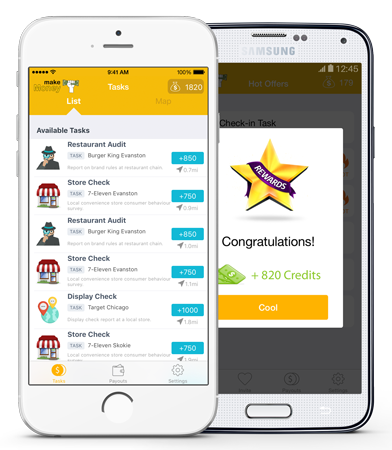 9:41 AM
100%
make
Money
Tasks
1820
List
Map
Available Tasks
Restaurant Audit
TASK Burger King Evanston
+850
Report on brand rules at restaurant chain.
0.7mi
Store Check
TASK 7-Eleven Evanston
+750
Local convenience store consumer behaviour survey.
0.9mi
Restaurant Audit
TASK Burger King Evanston
+850
Report on brand rules at restaurant chain.
1.0mi
Store Check
TASK 7-Eleven Evanston
+750
Local convenience store consumer behaviour survey.
1.1mi
Display Check
TASK Target Chicago
+1000
Display check report at a local store.
Store Check
TASK 7-Eleven Skokie
+750
Local convenience store consumer behaviour survey.
Tasks
Payouts
Settings
SAMSUNG
12:45
Hot Offers
Check-in Task
REWARDS
Congratulations!
+ 820 Credits
Cool
Payouts
Settings